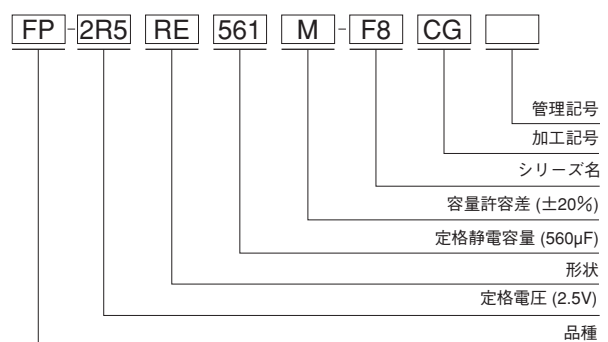 FP-2R5 RE 561 M-F8 CG
管理記号
加工記号
シリーズ名
容量許容差 (±20%)
定格静電容量 (560µF)
形状
定格電圧 (2.5V)
品種